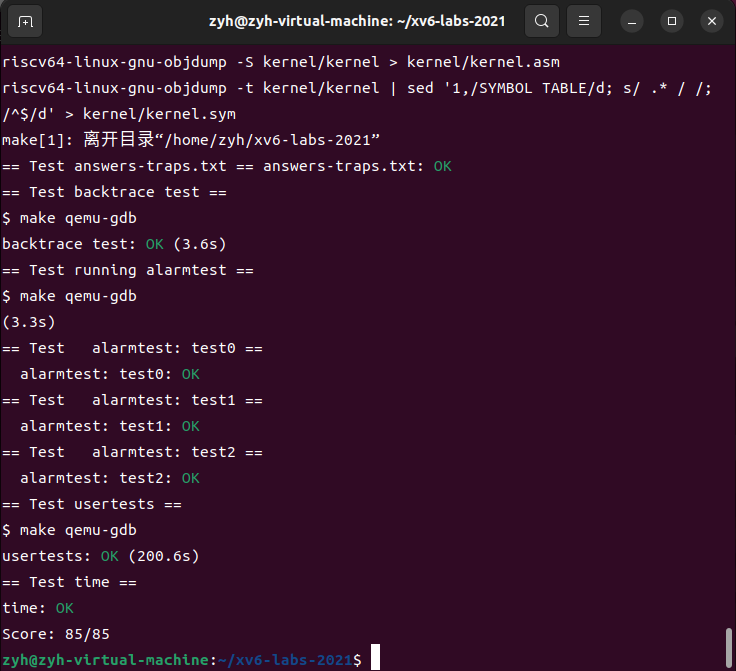 zyh@zyh-virtual-machine: ~/xv6-labs-2021
riscv64-linux-gnu-objdump -S kernel/kernel > kernel/kernel.asm
riscv64-linux-gnu-objdump -t kernel/kernel | sed '1,/SYMBOL TABLE/d; s/ .* / /;
/^$/d' > kernel/kernel.sym
make[1]: 离开目录“/home/zyh/xv6-labs-2021”
== Test answers-traps.txt == answers-traps.txt: OK
== Test backtrace test ==
$ make qemu-gdb
backtrace test: OK (3.6s)
== Test running alarmtest ==
$ make qemu-gdb
(3.3s)
== Test   alarmtest: test0 ==
  alarmtest: test0: OK
== Test   alarmtest: test1 ==
  alarmtest: test1: OK
== Test   alarmtest: test2 ==
  alarmtest: test2: OK
== Test usertests ==
$ make qemu-gdb
usertests: OK (200.6s)
== Test time ==
time: OK
Score: 85/85
zyh@zyh-virtual-machine:~/xv6-labs-2021$